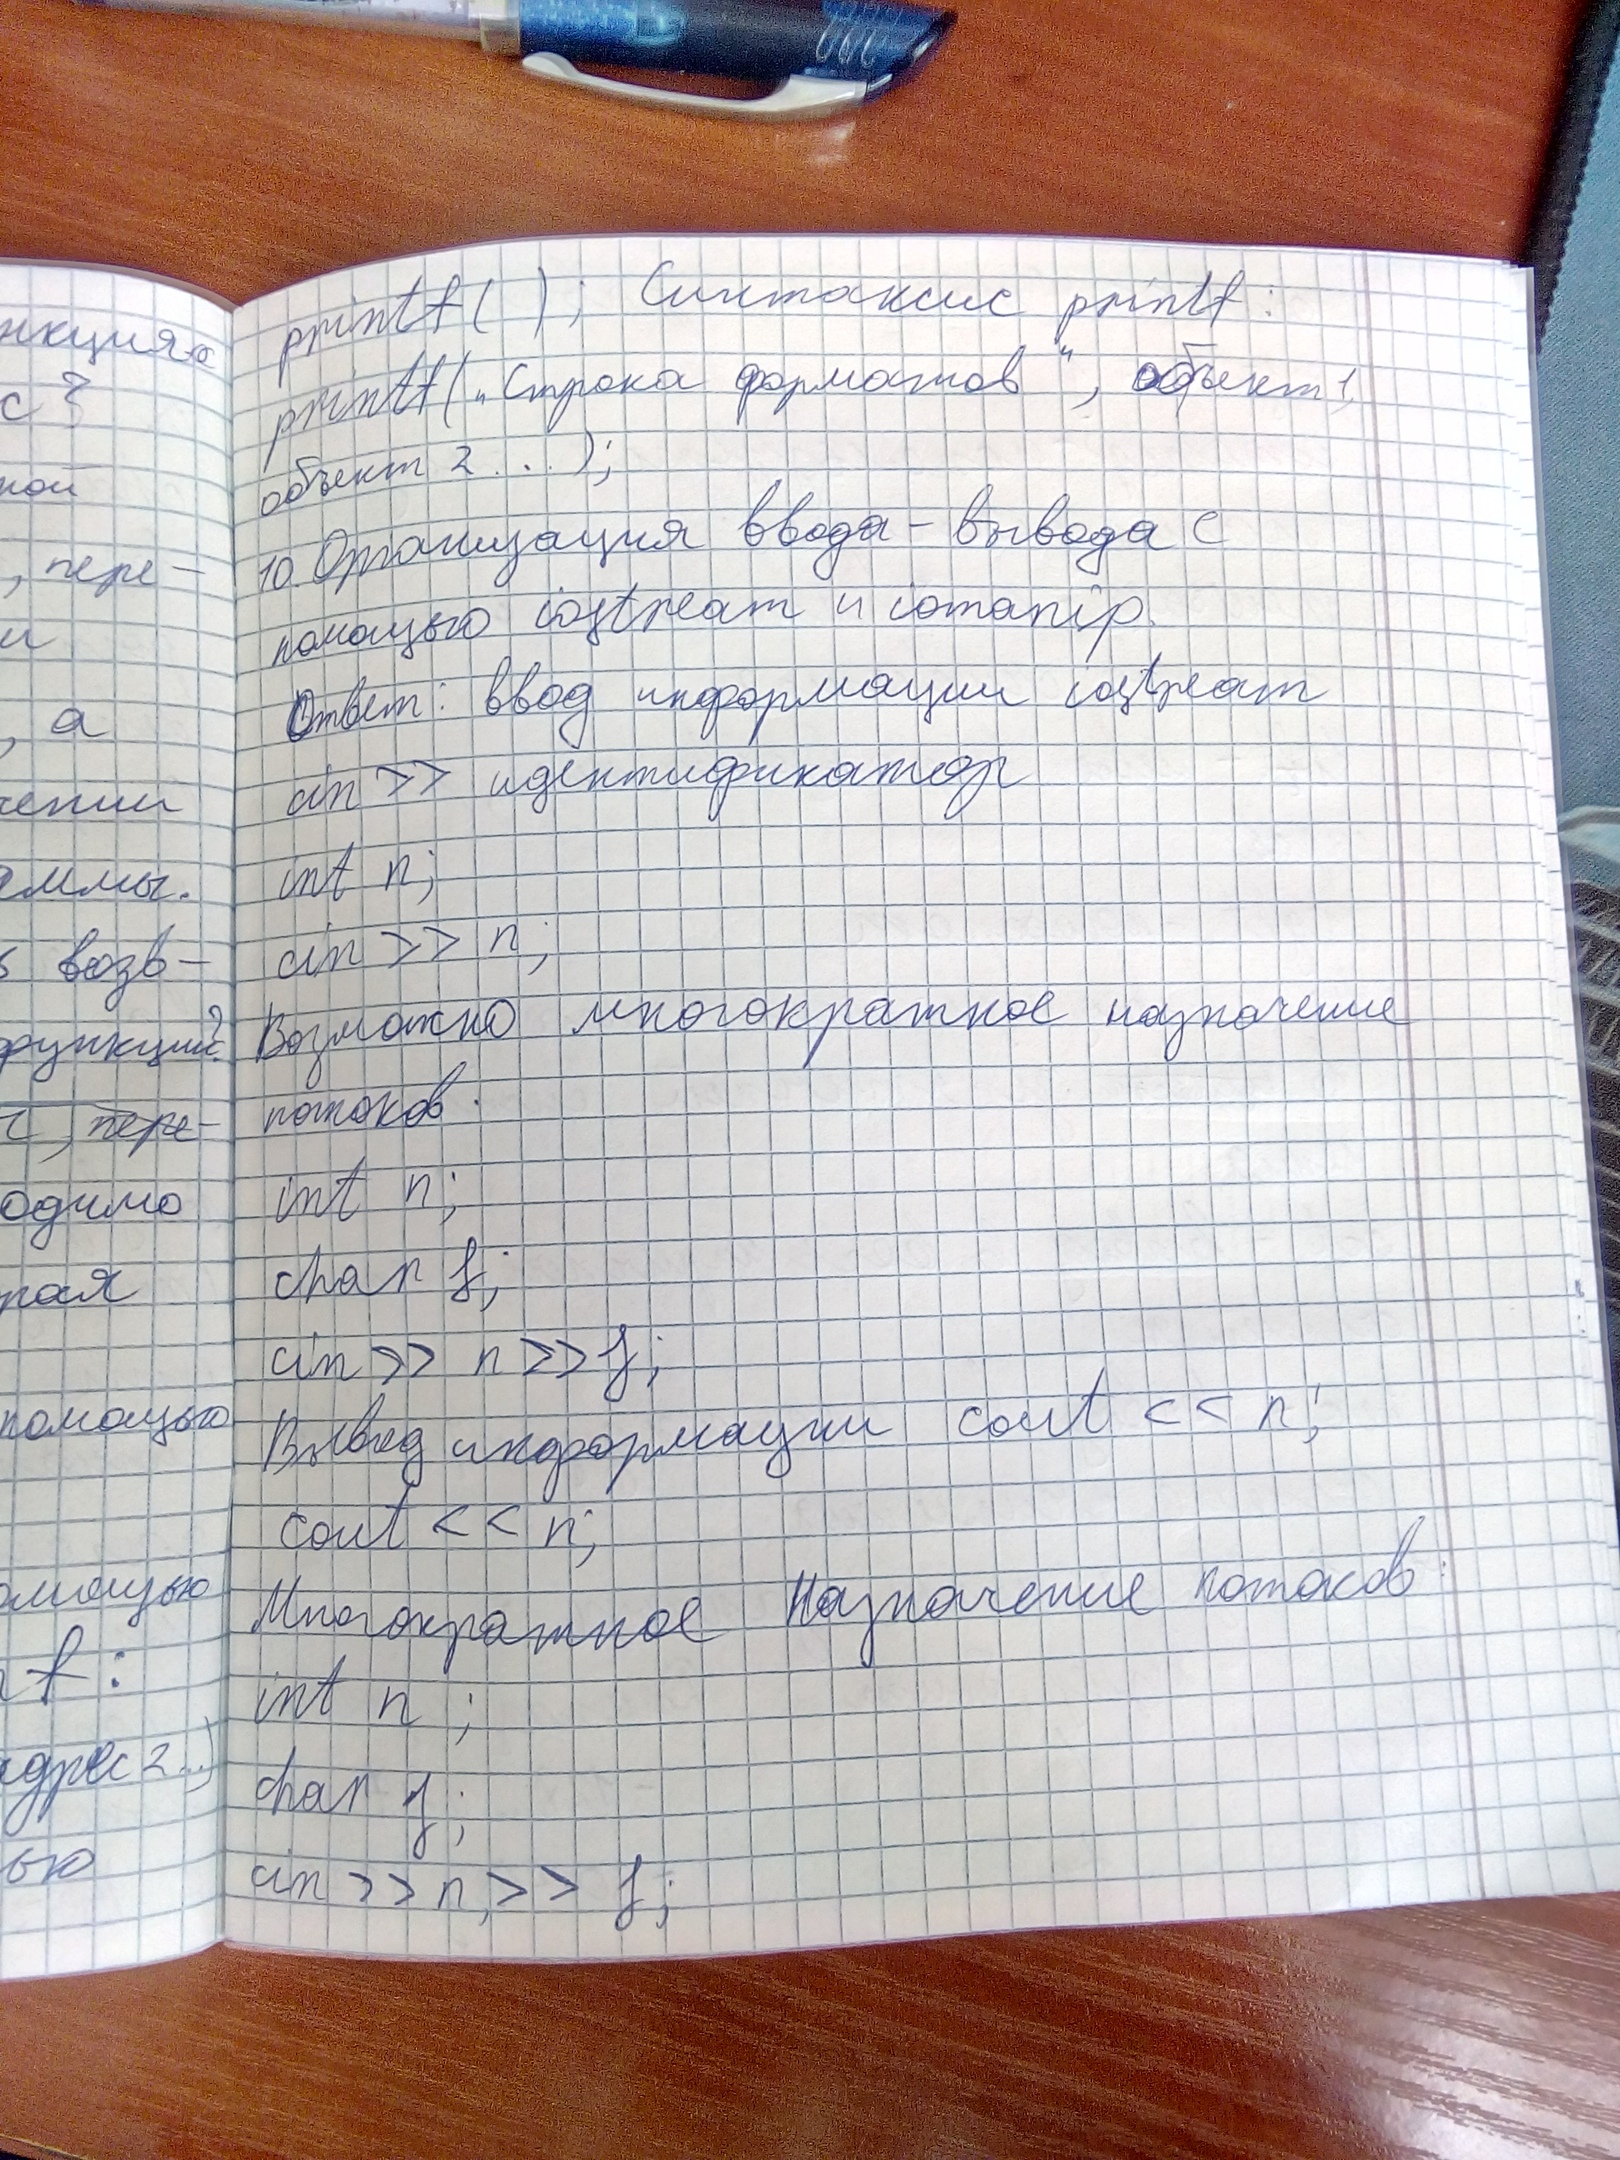 нкциях
с?
ной
, пере-
и
, а
чении
аммы.
возв-
функций?
, пере-
одимо
рая
помощью
омощью
f:
адрес 2...)
ью
printf( ); Синтаксис printf:
printf(„Строка форматов“, объект 1,
объект 2 ... );
10. Организация ввода-вывода с
помощью iostream и iomanip.
Ответ: ввод информации iostream
cin >> идентификатор
int n;
cin >> n;
Возможно многократное назначение
потоков.
int n;
char f;
cin >> n >> f;
Вывод информации cout << n;
cout << n;
Многократное назначение потоков:
int n ;
char f;
cin >> n, >> f;